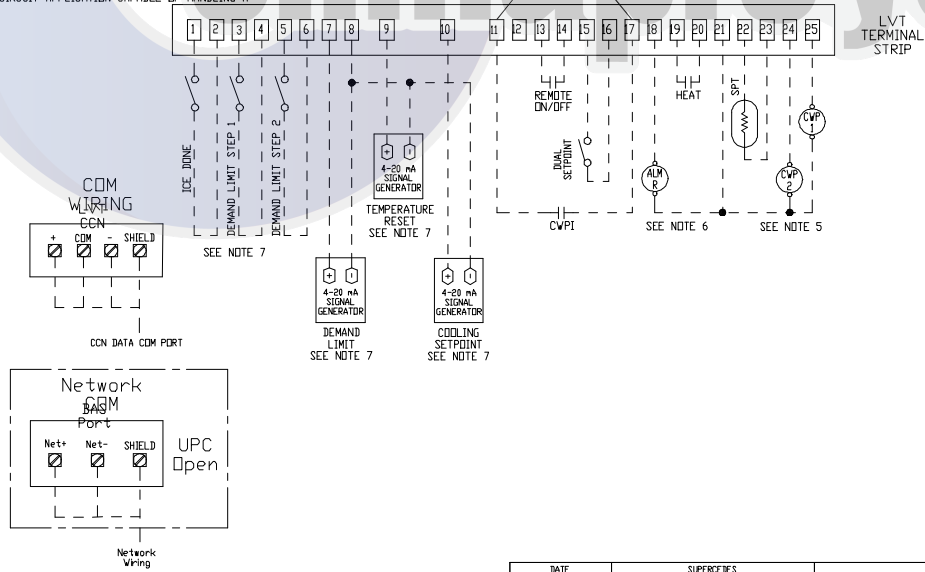 1 2 3 4 5 6 7 8 9 10 11 12 13 14 15 16 17 18 19 20 21 22 23 24 25
LVT
TERMINAL
STRIP
ICE DONE
DEMAND LIMIT STEP 1
DEMAND LIMIT STEP 2
SEE NOTE 7
+ -
4-20 mA
SIGNAL
GENERATOR
TEMPERATURE
RESET
SEE NOTE 7
+ -
4-20 mA
SIGNAL
GENERATOR
DEMAND
LIMIT
SEE NOTE 7
+ -
4-20 mA
SIGNAL
GENERATOR
COOLING
SETPOINT
SEE NOTE 7
REMOTE
ON/OFF
DUAL
SETPOINT
CWPI
HEAT
SPT
ALM
R
CWP
1
CWP
2
SEE NOTE 6
SEE NOTE 5
COM
WIRING
LVT
CCN
+ COM - SHIELD
CCN DATA COM PORT
Network
COM
BAS
Port
Net+ Net- SHIELD
UPC
Open
Network
Wiring
DATE
SUPERCEDES